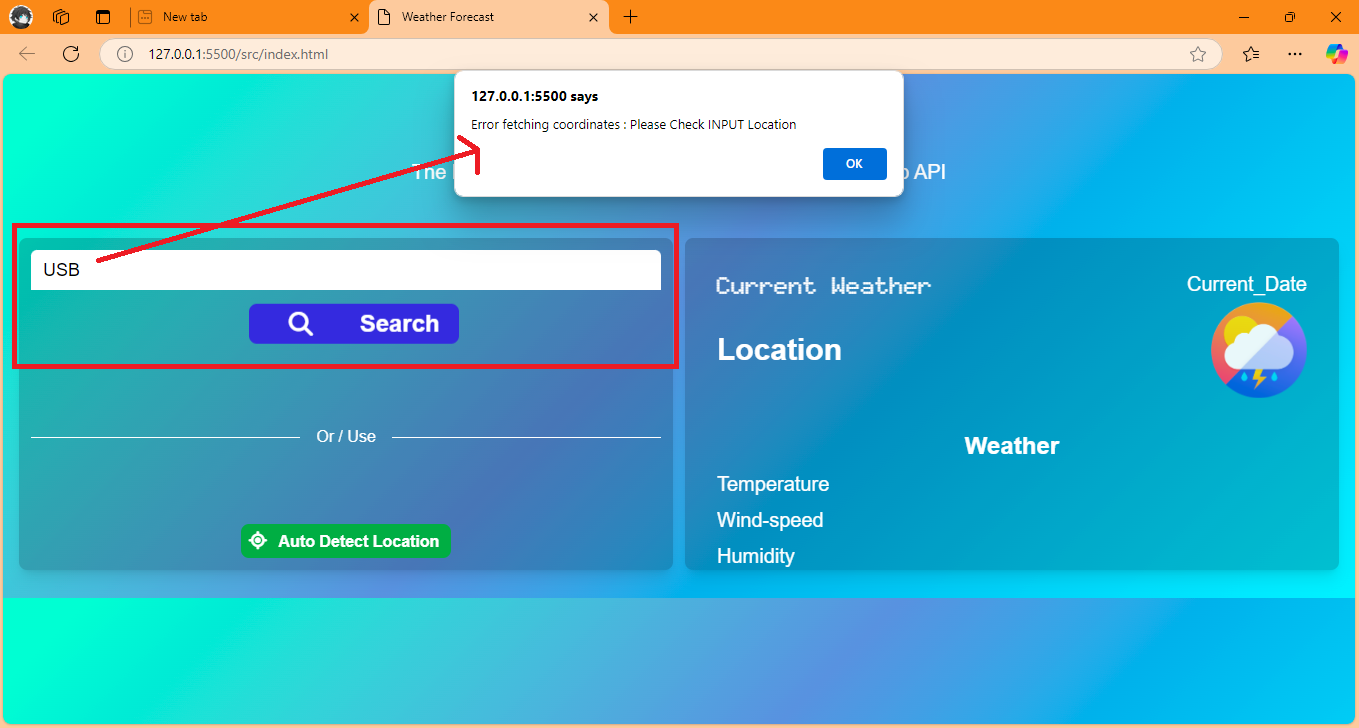 New tab
Weather Forecast
127.0.0.1:5500/src/index.html
127.0.0.1:5500 says
Error fetching coordinates : Please Check INPUT Location
OK
The
API
USB
Search
Or / Use
Auto Detect Location
Current Weather
Current_Date
Location
Weather
Temperature
Wind-speed
Humidity